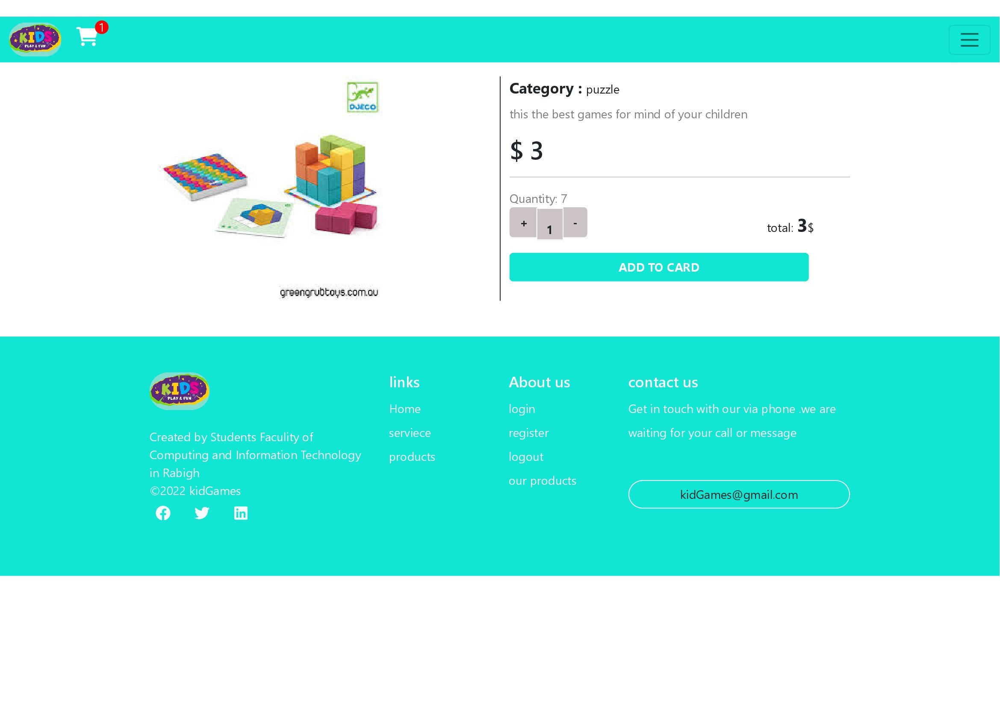 KIDS
PLAY & FUN
1
DJECO
greengrubtoys.com.au
Category : puzzle
this the best games for mind of your children
$ 3
Quantity: 7
+ 1 -
total: 3$
ADD TO CARD
KIDS
PLAY & FUN
Created by Students Faculity of
Computing and Information Technology
in Rabigh
©2022 kidGames
links
Home
serviece
products
About us
login
register
logout
our products
contact us
Get in touch with our via phone .we are
waiting for your call or message
kidGames@gmail.com